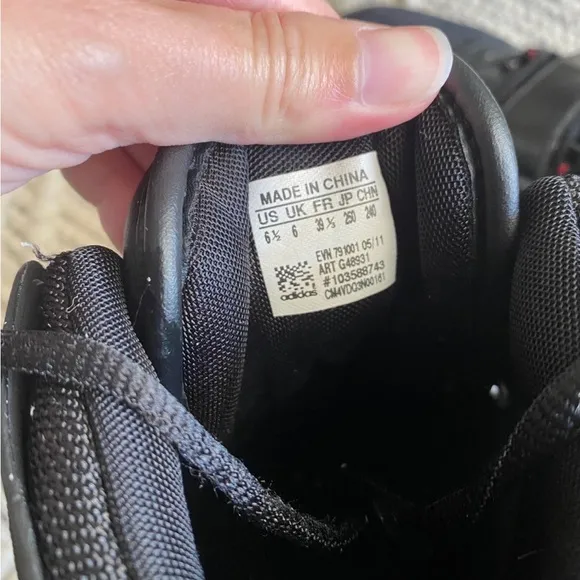 MADE IN CHINA
US UK FR JP CHN
6½ 6 39⅓ 250 240
EVN 791001 05/11
ART G48931
#103588743
adidas CM4VDQ3N00161